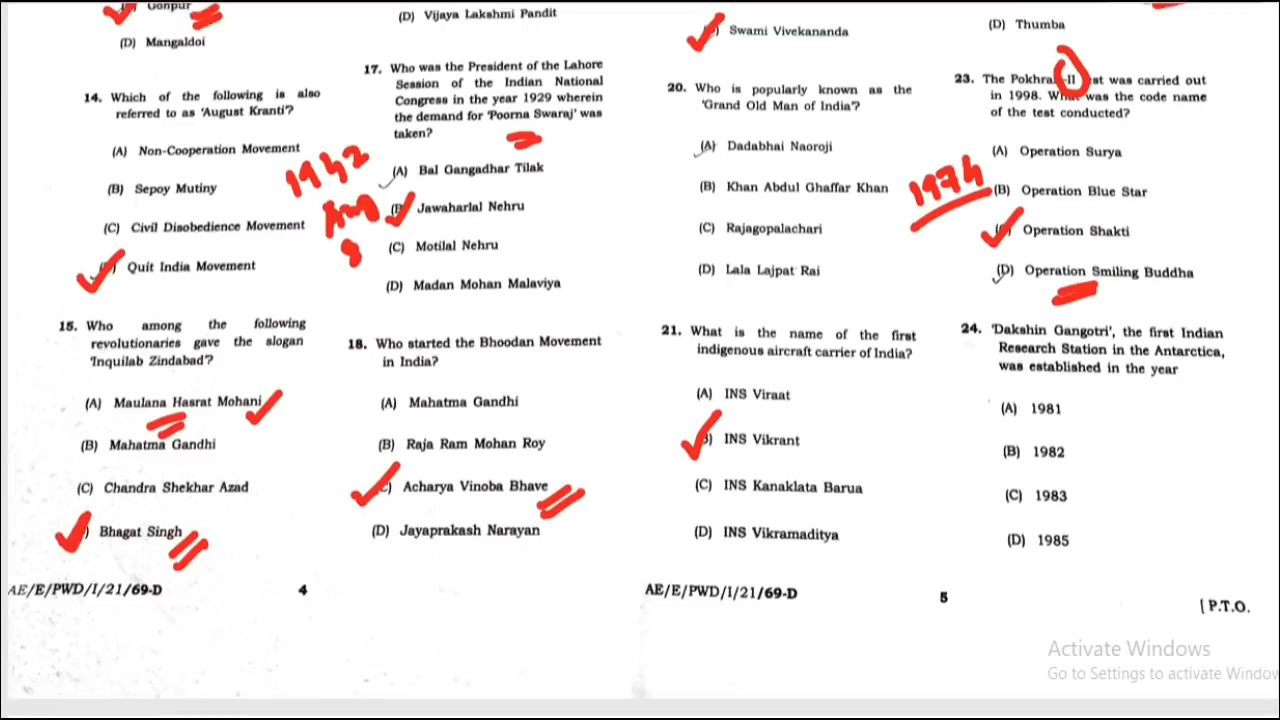 Gohpur
(D) Mangaldoi
14. Which of the following is also
referred to as 'August Kranti'?
(A) Non-Cooperation Movement
(B) Sepoy Mutiny
(C) Civil Disobedience Movement
Quit India Movement
1942
Aug
8
15. Who among the following
revolutionaries gave the slogan
'Inquilab Zindabad'?
(A) Maulana Hasrat Mohani
(B) Mahatma Gandhi
(C) Chandra Shekhar Azad
) Bhagat Singh
AE/E/PWD/I/21/69-D
4
(D) Vijaya Lakshmi Pandit
17. Who was the President of the Lahore
Session of the Indian National
Congress in the year 1929 wherein
the demand for 'Poorna Swaraj' was
taken?
(A) Bal Gangadhar Tilak
(B) Jawaharlal Nehru
(C) Motilal Nehru
(D) Madan Mohan Malaviya
18. Who started the Bhoodan Movement
in India?
(A) Mahatma Gandhi
(B) Raja Ram Mohan Roy
(C) Acharya Vinoba Bhave
(D) Jayaprakash Narayan
Swami Vivekananda
20. Who is popularly known as the
'Grand Old Man of India'?
(A) Dadabhai Naoroji
(B) Khan Abdul Ghaffar Khan
(C) Rajagopalachari
(D) Lala Lajpat Rai
21. What is the name of the first
indigenous aircraft carrier of India?
(A) INS Viraat
(B) INS Vikrant
(C) INS Kanaklata Barua
(D) INS Vikramaditya
AE/E/PWD/I/21/69-D
5
(D) Thumba
23. The Pokhran-II test was carried out
in 1998. What was the code name
of the test conducted?
(A) Operation Surya
1974
(B) Operation Blue Star
Operation Shakti
(D) Operation Smiling Buddha
24. 'Dakshin Gangotri', the first Indian
Research Station in the Antarctica,
was established in the year
(A) 1981
(B) 1982
(C) 1983
(D) 1985
[ P.T.O.
Activate Windows
Go to Settings to activate Window